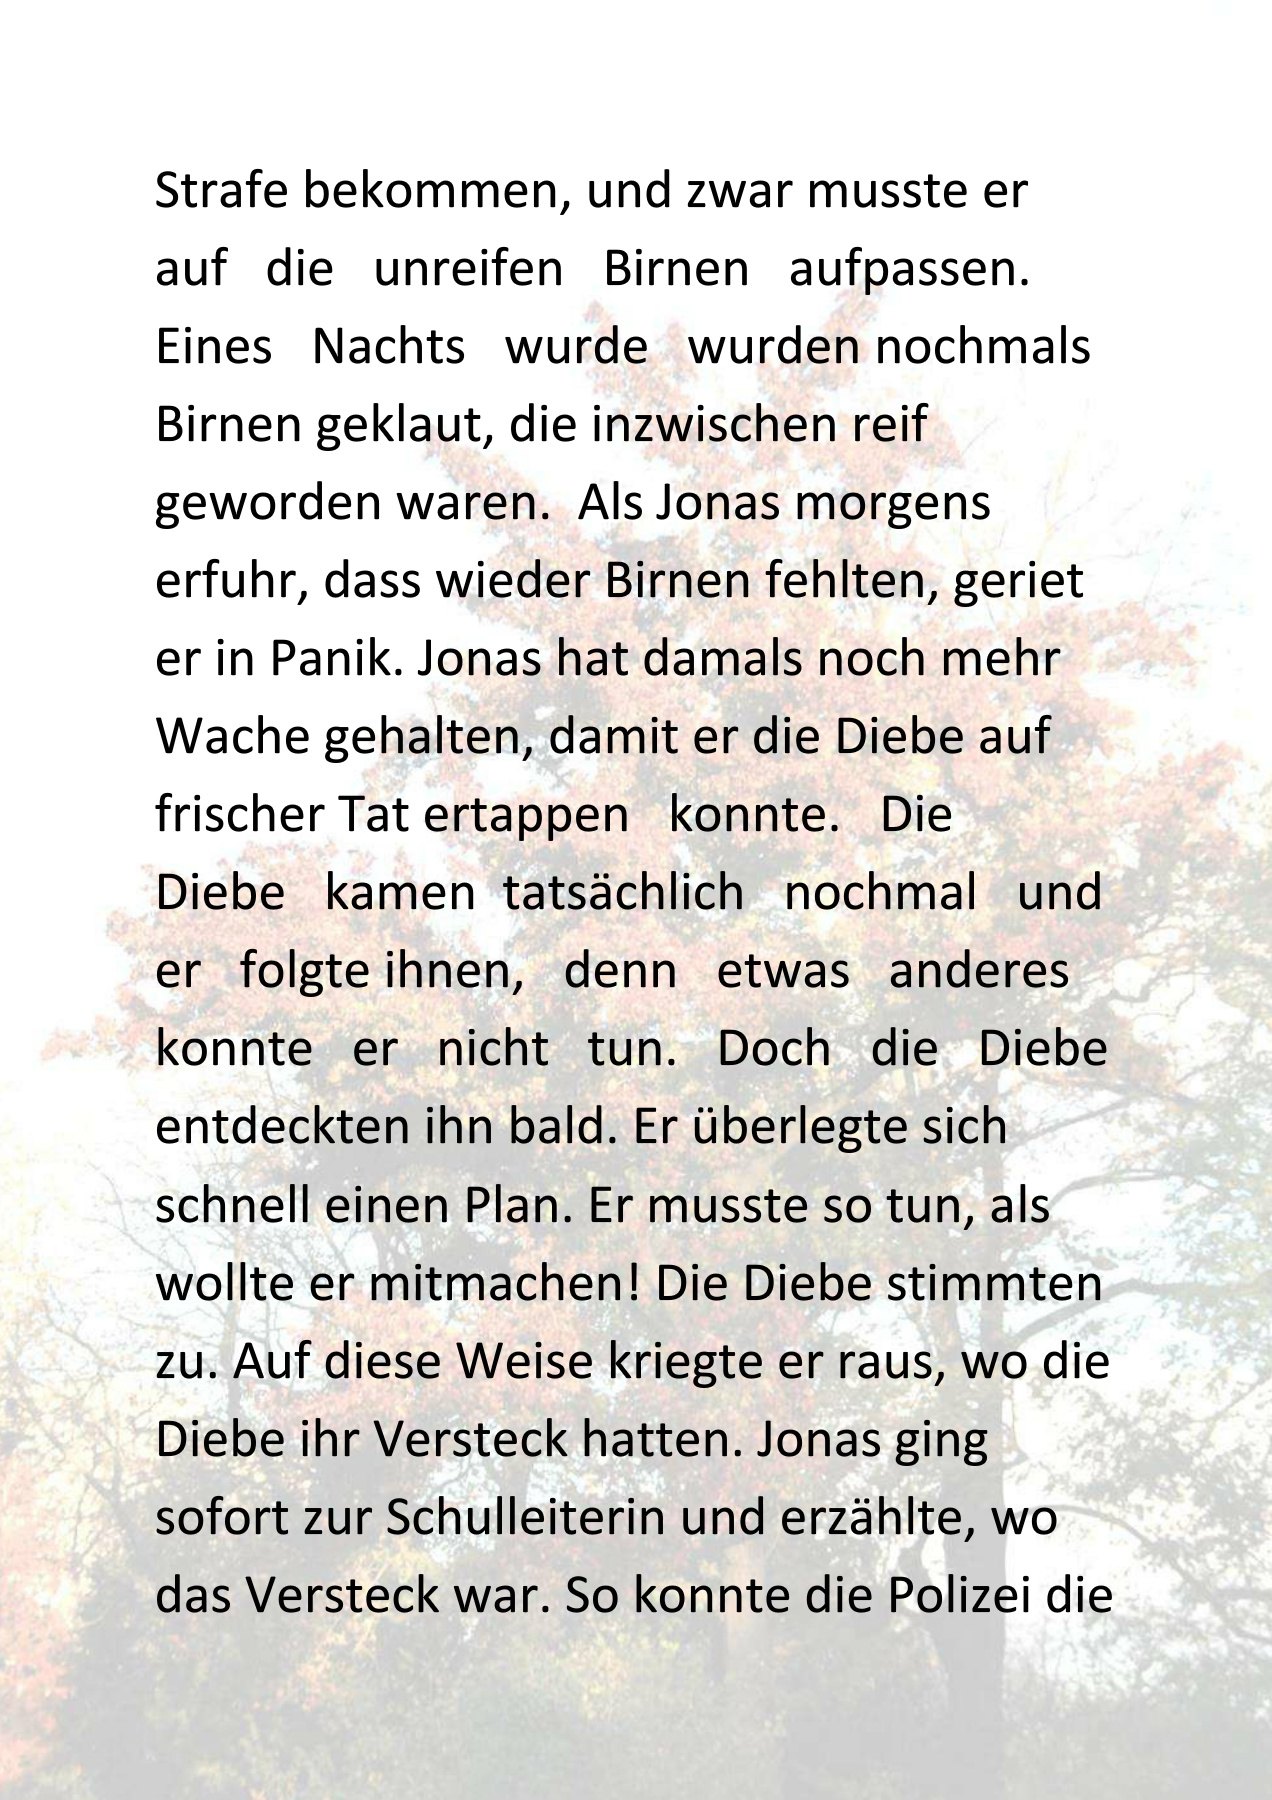 Strafe bekommen, und zwar musste er
auf die unreifen Birnen aufpassen.
Eines Nachts wurde wurden nochmals
Birnen geklaut, die inzwischen reif
geworden waren. Als Jonas morgens
erfuhr, dass wieder Birnen fehlten, geriet
er in Panik. Jonas hat damals noch mehr
Wache gehalten, damit er die Diebe auf
frischer Tat ertappen konnte. Die
Diebe kamen tatsächlich nochmal und
er folgte ihnen, denn etwas anderes
konnte er nicht tun. Doch die Diebe
entdeckten ihn bald. Er überlegte sich
schnell einen Plan. Er musste so tun, als
wollte er mitmachen! Die Diebe stimmten
zu. Auf diese Weise kriegte er raus, wo die
Diebe ihr Versteck hatten. Jonas ging
sofort zur Schulleiterin und erzählte, wo
das Versteck war. So konnte die Polizei die